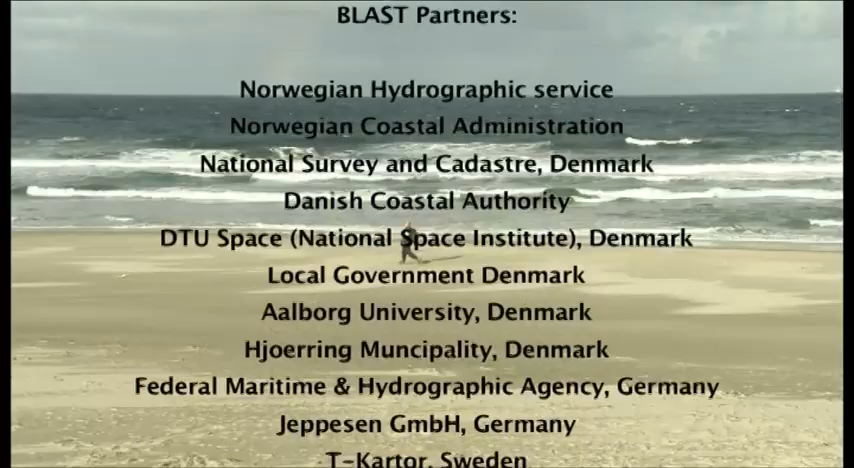 BLAST Partners:
Norwegian Hydrographic service
Norwegian Coastal Administration
National Survey and Cadastre, Denmark
Danish Coastal Authority
DTU Space (National Space Institute), Denmark
Local Government Denmark
Aalborg University, Denmark
Hjoerring Muncipality, Denmark
Federal Maritime & Hydrographic Agency, Germany
Jeppesen GmbH, Germany
T-Kartor, Sweden